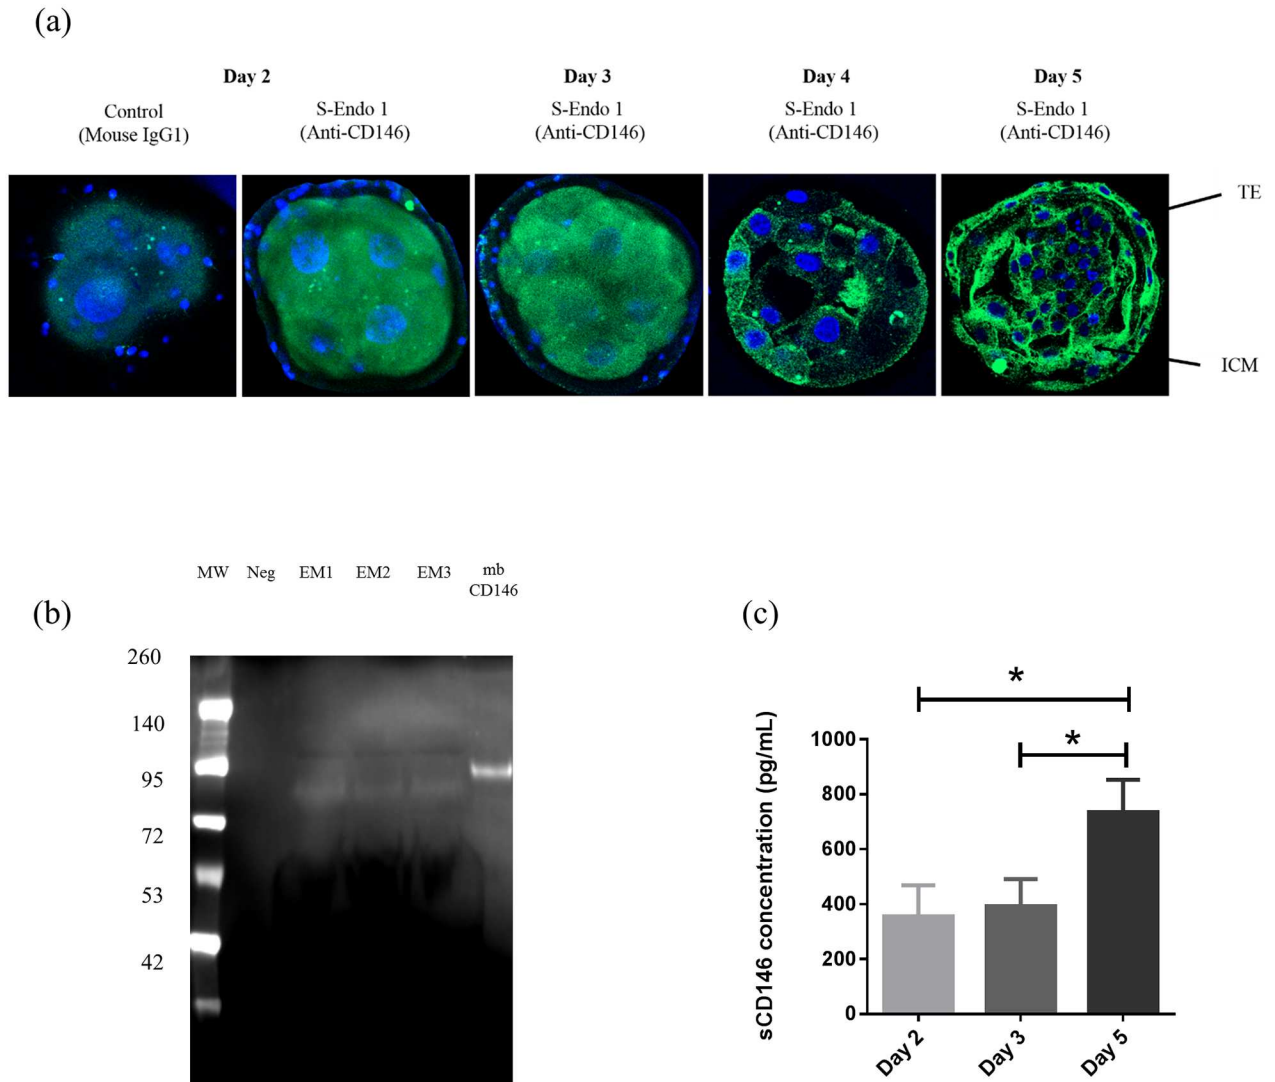 (a)
Day 2
Day 3
Day 4
Day 5
Control
(Mouse IgG1)
S-Endo 1
(Anti-CD146)
S-Endo 1
(Anti-CD146)
S-Endo 1
(Anti-CD146)
S-Endo 1
(Anti-CD146)
TE
ICM
(b)
MW
Neg
EM1
EM2
EM3
mb
CD146
260
140
95
72
53
42
(c)
*
*
sCD146 concentration (pg/mL)
1000
800
600
400
200
0
Day 2
Day 3
Day 5